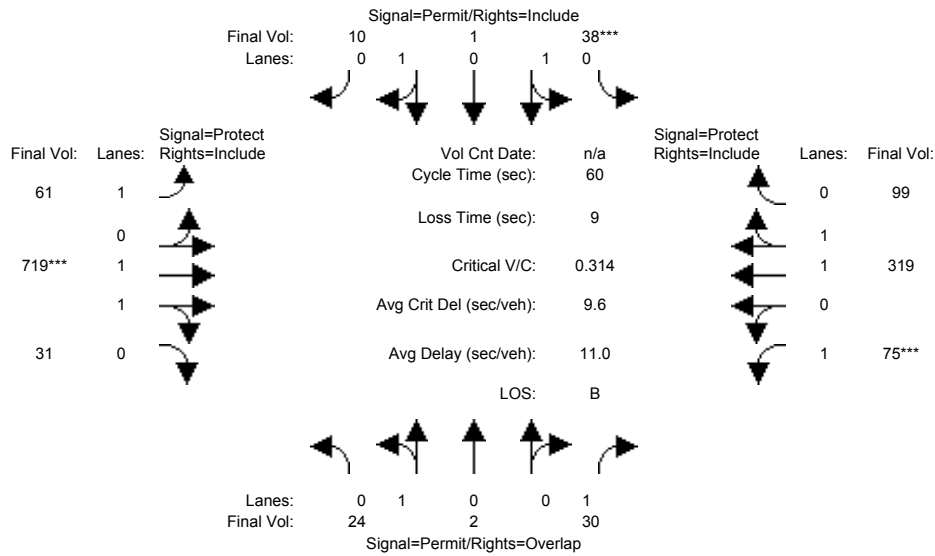 Signal=Permit/Rights=Include
Final Vol: 10 1 38***
Lanes: 0 1 0 1 0
Signal=Protect Signal=Protect
Final Vol: Lanes: Rights=Include Vol Cnt Date: n/a Rights=Include Lanes: Final Vol:
Cycle Time (sec): 60
61 1 0 99
Loss Time (sec): 9
0 1
719*** 1 Critical V/C: 0.314 1 319
1 Avg Crit Del (sec/veh): 9.6 0
31 0 Avg Delay (sec/veh): 11.0 1 75***
LOS: B
Lanes: 0 1 0 0 1
Final Vol: 24 2 30
Signal=Permit/Rights=Overlap